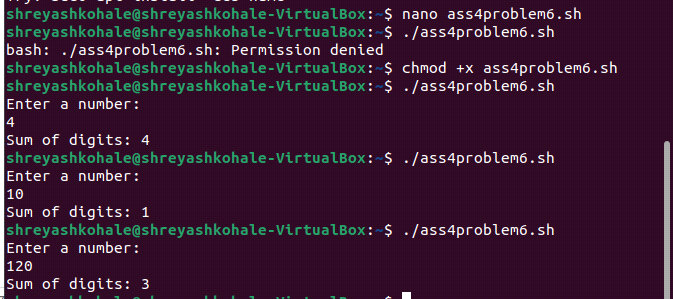 shreyashkohale@shreyashkohale-VirtualBox:~$ nano ass4problem6.sh
shreyashkohale@shreyashkohale-VirtualBox:~$ ./ass4problem6.sh
bash: ./ass4problem6.sh: Permission denied
shreyashkohale@shreyashkohale-VirtualBox:~$ chmod +x ass4problem6.sh
shreyashkohale@shreyashkohale-VirtualBox:~$ ./ass4problem6.sh
Enter a number:
4
Sum of digits: 4
shreyashkohale@shreyashkohale-VirtualBox:~$ ./ass4problem6.sh
Enter a number:
10
Sum of digits: 1
shreyashkohale@shreyashkohale-VirtualBox:~$ ./ass4problem6.sh
Enter a number:
120
Sum of digits: 3
shreyashkohale@shreyashkohale-VirtualBox:~$